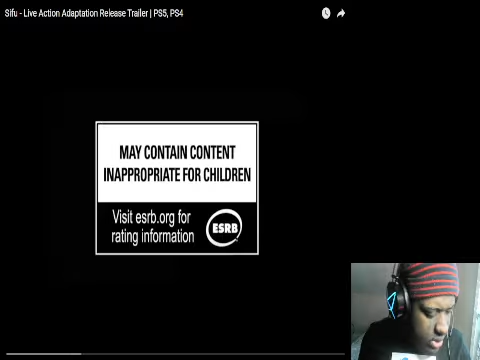 Sifu - Live Action Adaptation Release Trailer | PS5, PS4
MAY CONTAIN CONTENT
INAPPROPRIATE FOR CHILDREN
Visit esrb.org for
rating information
ESRB